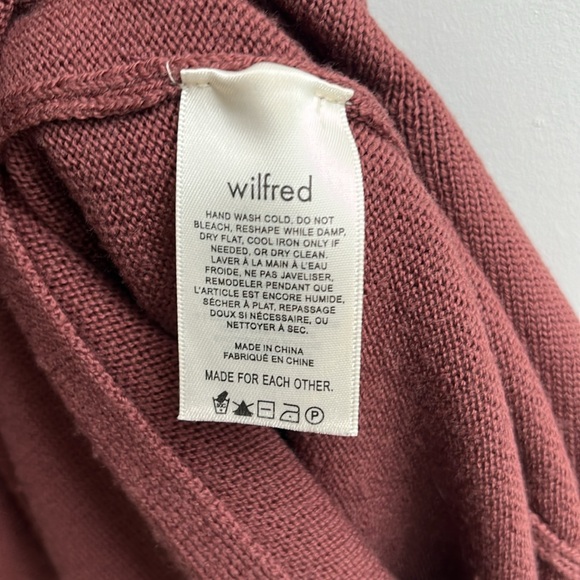 wilfred
HAND WASH COLD, DO NOT
BLEACH, RESHAPE WHILE DAMP,
DRY FLAT, COOL IRON ONLY IF
NEEDED, OR DRY CLEAN.
LAVER À LA MAIN À L'EAU
FROIDE, NE PAS JAVELISER,
REMODELER PENDANT QUE
L'ARTICLE EST ENCORE HUMIDE,
SÉCHER À PLAT, REPASSAGE
DOUX SI NÉCESSAIRE, OU
NETTOYER À SEC.
MADE IN CHINA
FABRIQUÉ EN CHINE
MADE FOR EACH OTHER.
P